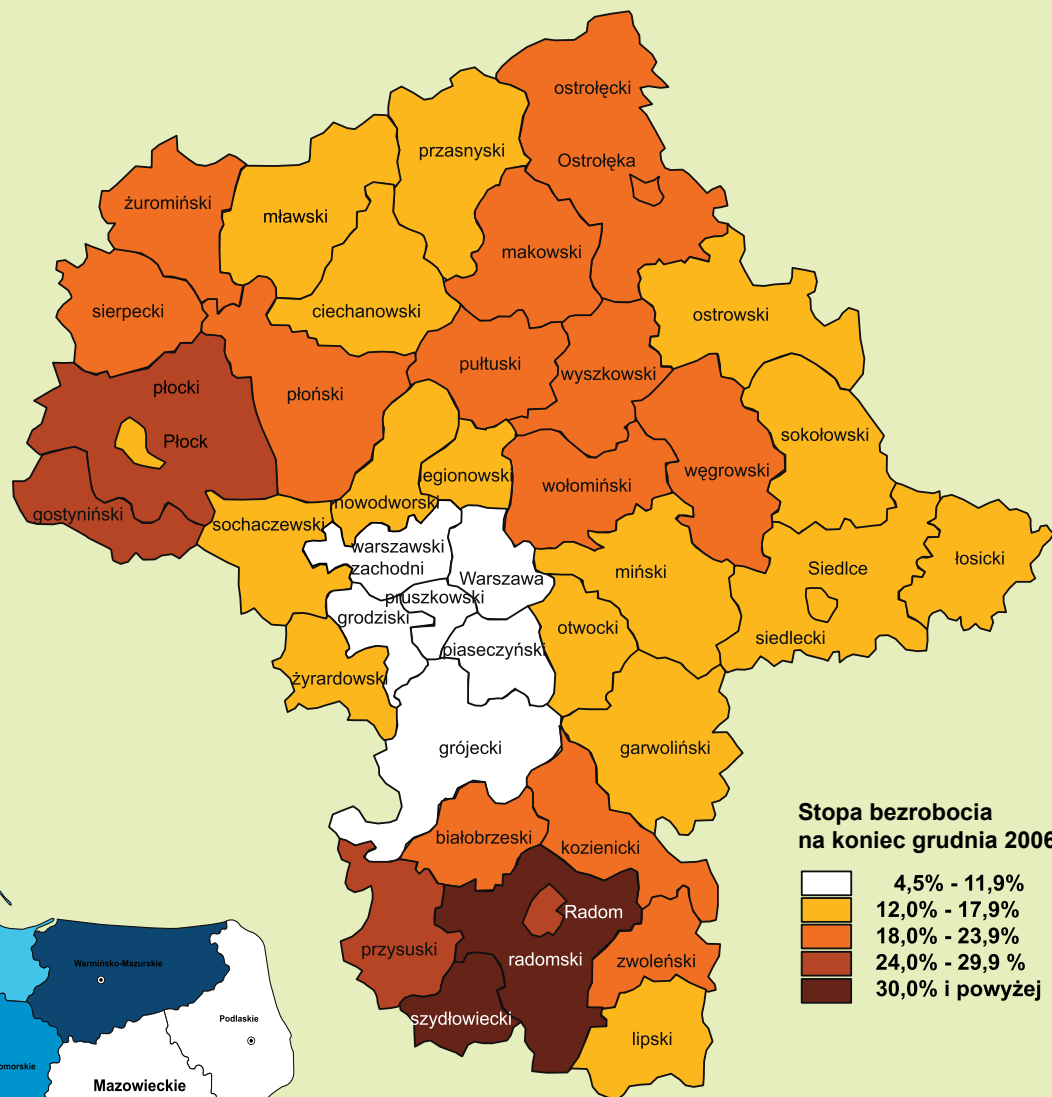 ostrołęcki
przasnyski
Ostrołęka
żuromiński
mławski
makowski
sierpecki
ciechanowski
ostrowski
pułtuski
wyszkowski
płocki
płoński
Płock
sokołowski
legionowski
wołomiński
węgrowski
nowodworski
gostyniński
sochaczewski
warszawski
zachodni
Warszawa
miński
Siedlce
łosicki
pruszkowski
grodziski
otwocki
siedlecki
piaseczyński
żyrardowski
grójecki
garwoliński
białobrzeski
kozienicki
Radom
przysuski
radomski
zwoleński
szydłowiecki
lipski
Stopa bezrobocia
na koniec grudnia 2006
4,5% - 11,9%
12,0% - 17,9%
18,0% - 23,9%
24,0% - 29,9 %
30,0% i powyżej
Warmińsko-Mazurskie
Podlaskie
omorskie
Mazowieckie